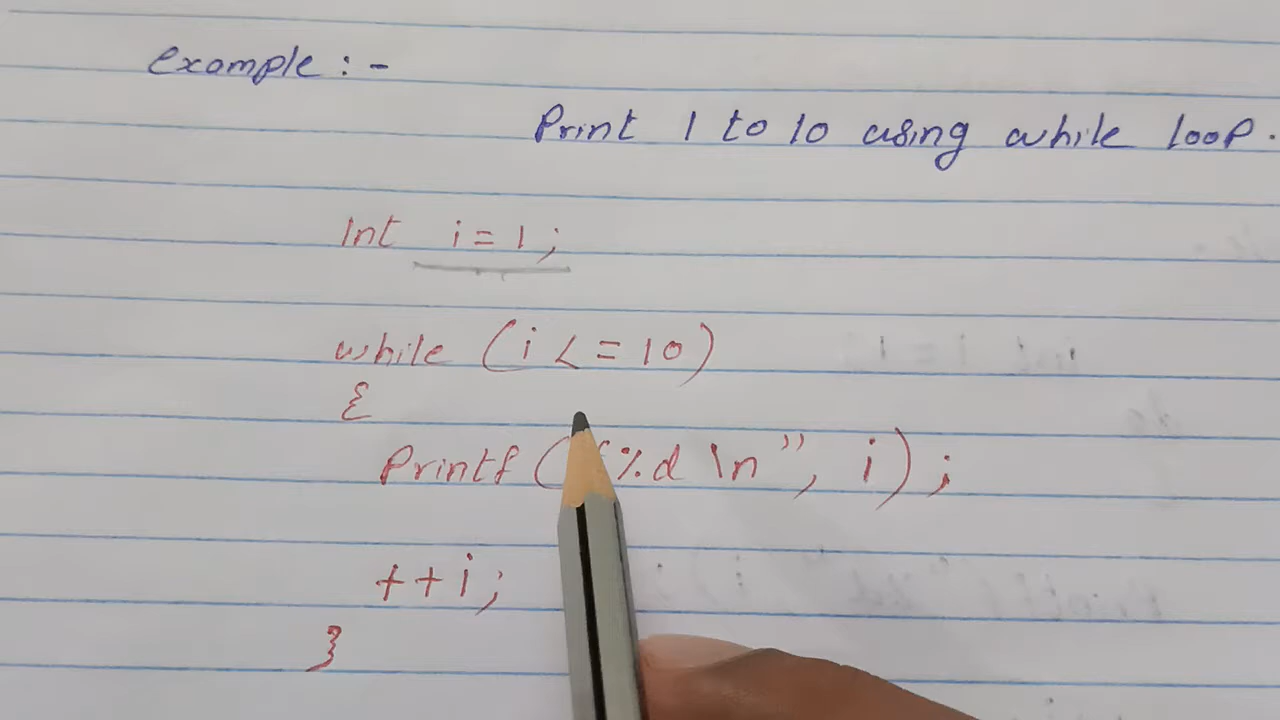 Example : -
Print 1 to 10 using while loop.
Int i = 1 ;
while (i < = 10)
{
Printf ("%d \n", i) ;
++i;
}